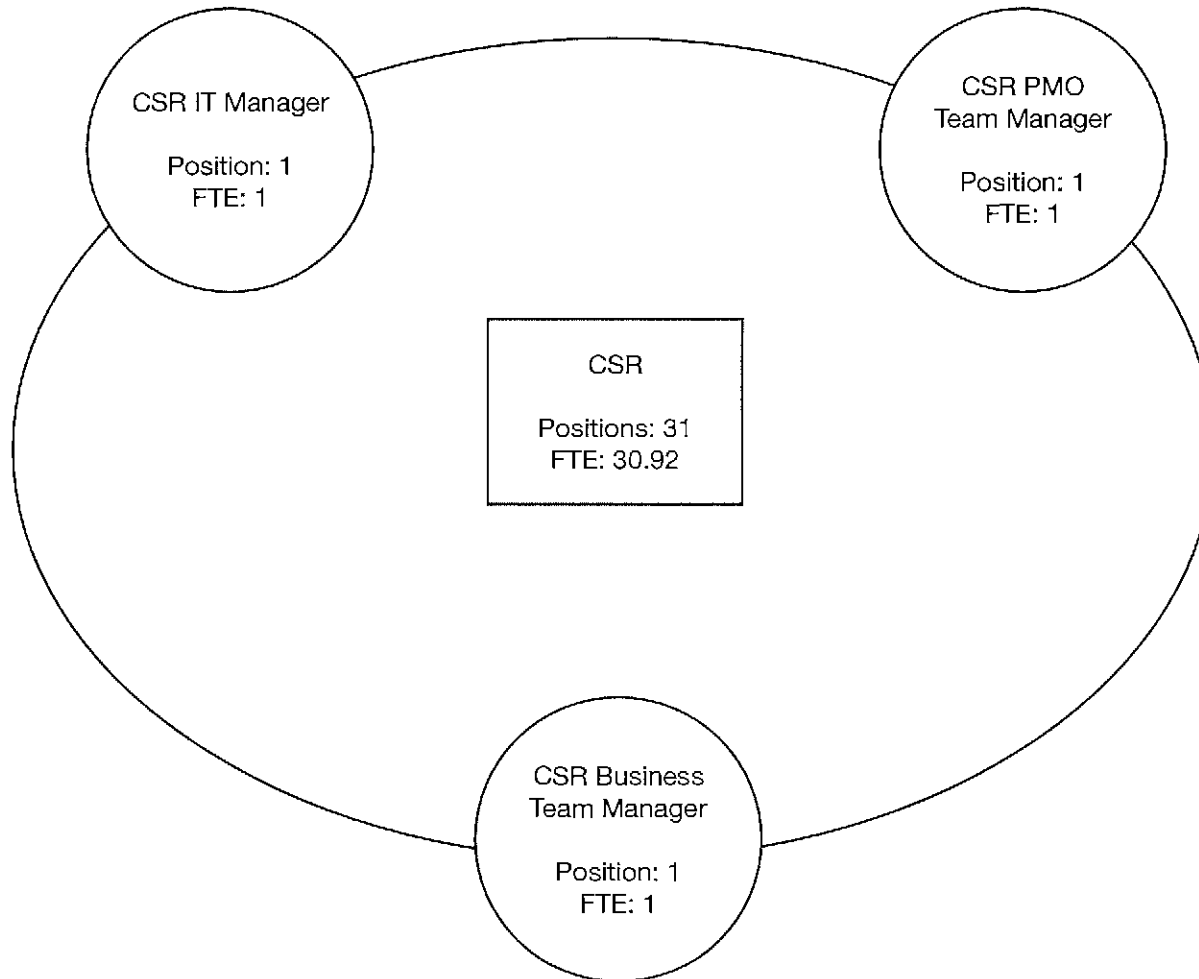 CSR IT Manager
Position: 1
FTE: 1
CSR PMO
Team Manager
Position: 1
FTE: 1
CSR
Positions: 31
FTE: 30.92
CSR Business
Team Manager
Position: 1
FTE: 1